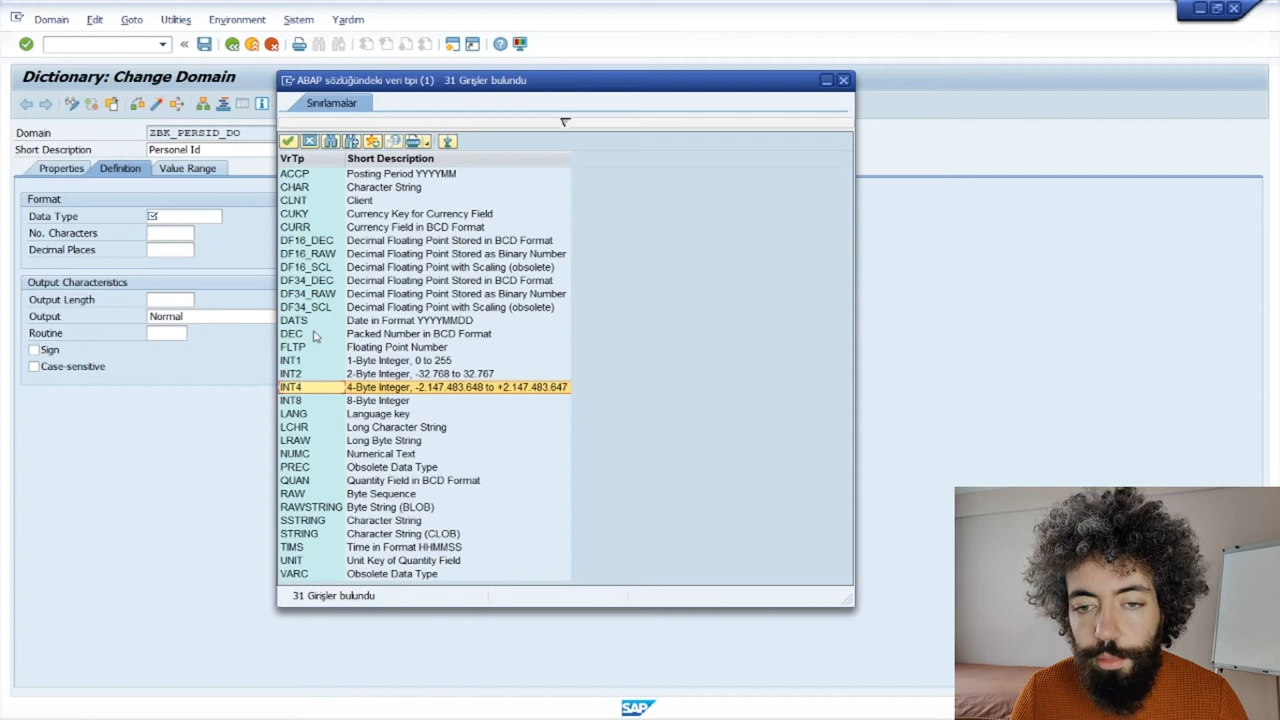 Domain Edit Goto Utilities Environment Sistem Yardım
Dictionary: Change Domain
Domain ZBK_PERSID_DO
Short Description Personel Id
Properties Definition Value Range
Format
Data Type
No. Characters
Decimal Places
Output Characteristics
Output Length
Output Normal
Routine
Sign
Case-sensitive
ABAP sözlüğündeki veri tipi (1) 31 Girişler bulundu
Sınırlamalar
VrTp Short Description
ACCP Posting Period YYYYMM
CHAR Character String
CLNT Client
CUKY Currency Key for Currency Field
CURR Currency Field in BCD Format
DF16_DEC Decimal Floating Point Stored in BCD Format
DF16_RAW Decimal Floating Point Stored as Binary Number
DF16_SCL Decimal Floating Point with Scaling (obsolete)
DF34_DEC Decimal Floating Point Stored in BCD Format
DF34_RAW Decimal Floating Point Stored as Binary Number
DF34_SCL Decimal Floating Point with Scaling (obsolete)
DATS Date in Format YYYYMMDD
DEC Packed Number in BCD Format
FLTP Floating Point Number
INT1 1-Byte Integer, 0 to 255
INT2 2-Byte Integer, -32.768 to 32.767
INT4 4-Byte Integer, -2.147.483.648 to +2.147.483.647
INT8 8-Byte Integer
LANG Language key
LCHR Long Character String
LRAW Long Byte String
NUMC Numerical Text
PREC Obsolete Data Type
QUAN Quantity Field in BCD Format
RAW Byte Sequence
RAWSTRING Byte String (BLOB)
SSTRING Character String
STRING Character String (CLOB)
TIMS Time in Format HHMMSS
UNIT Unit Key of Quantity Field
VARC Obsolete Data Type
31 Girişler bulundu
SAP